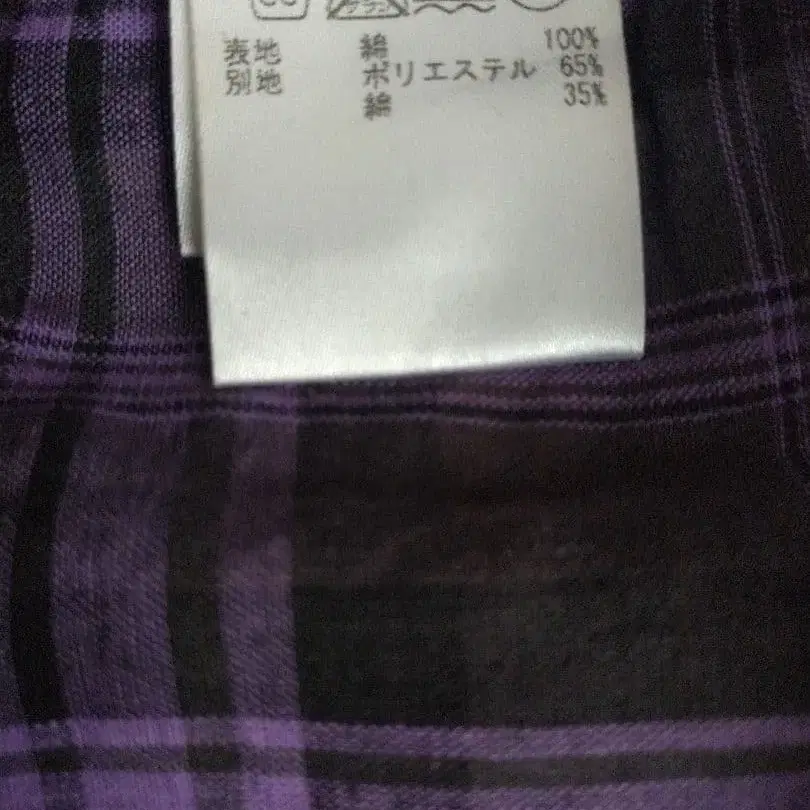 表地 綿 100%
別地 ポリエステル 65%
綿 35%